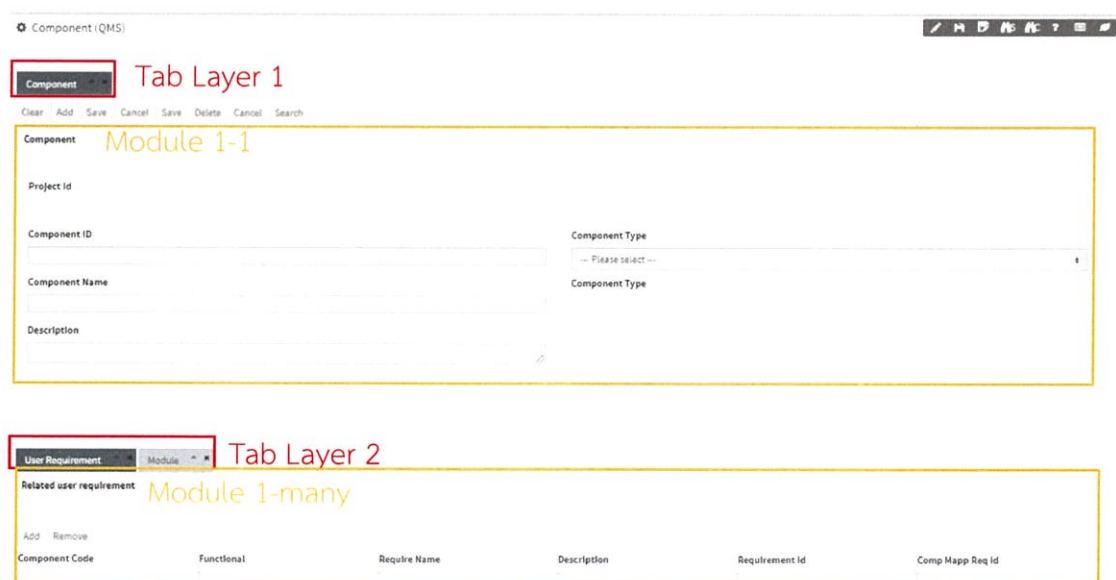 Component (QMS)
Component
Tab Layer 1
Clear Add Save Cancel Save Delete Cancel Search
Component
Module 1-1
Project Id
Component ID
Component Type
--- Please select ---
Component Name
Component Type
Description
User Requirement
Module
Tab Layer 2
Related user requirement
Module 1-many
Add Remove
Component Code
Functional
Require Name
Description
Requirement Id
Comp Mapp Req Id